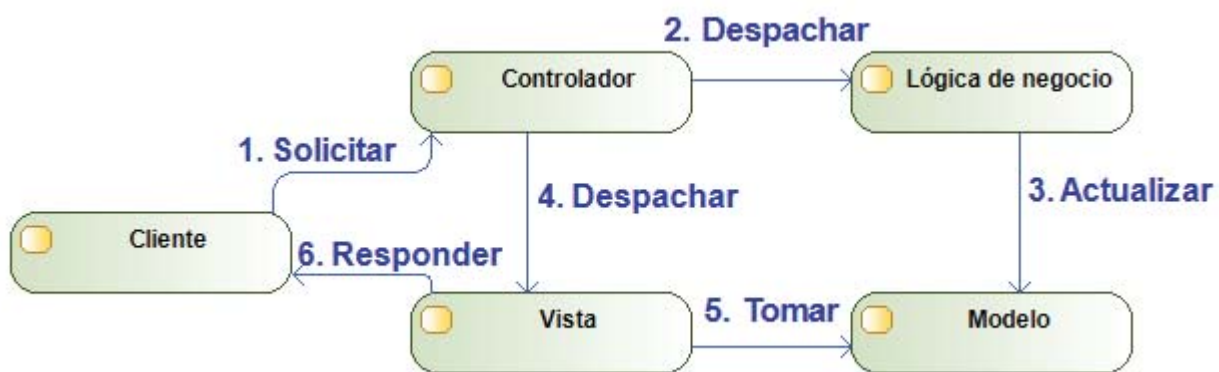 2. Despachar
Controlador
Lógica de negocio
1. Solicitar
4. Despachar
3. Actualizar
Cliente
6. Responder
Vista
5. Tomar
Modelo